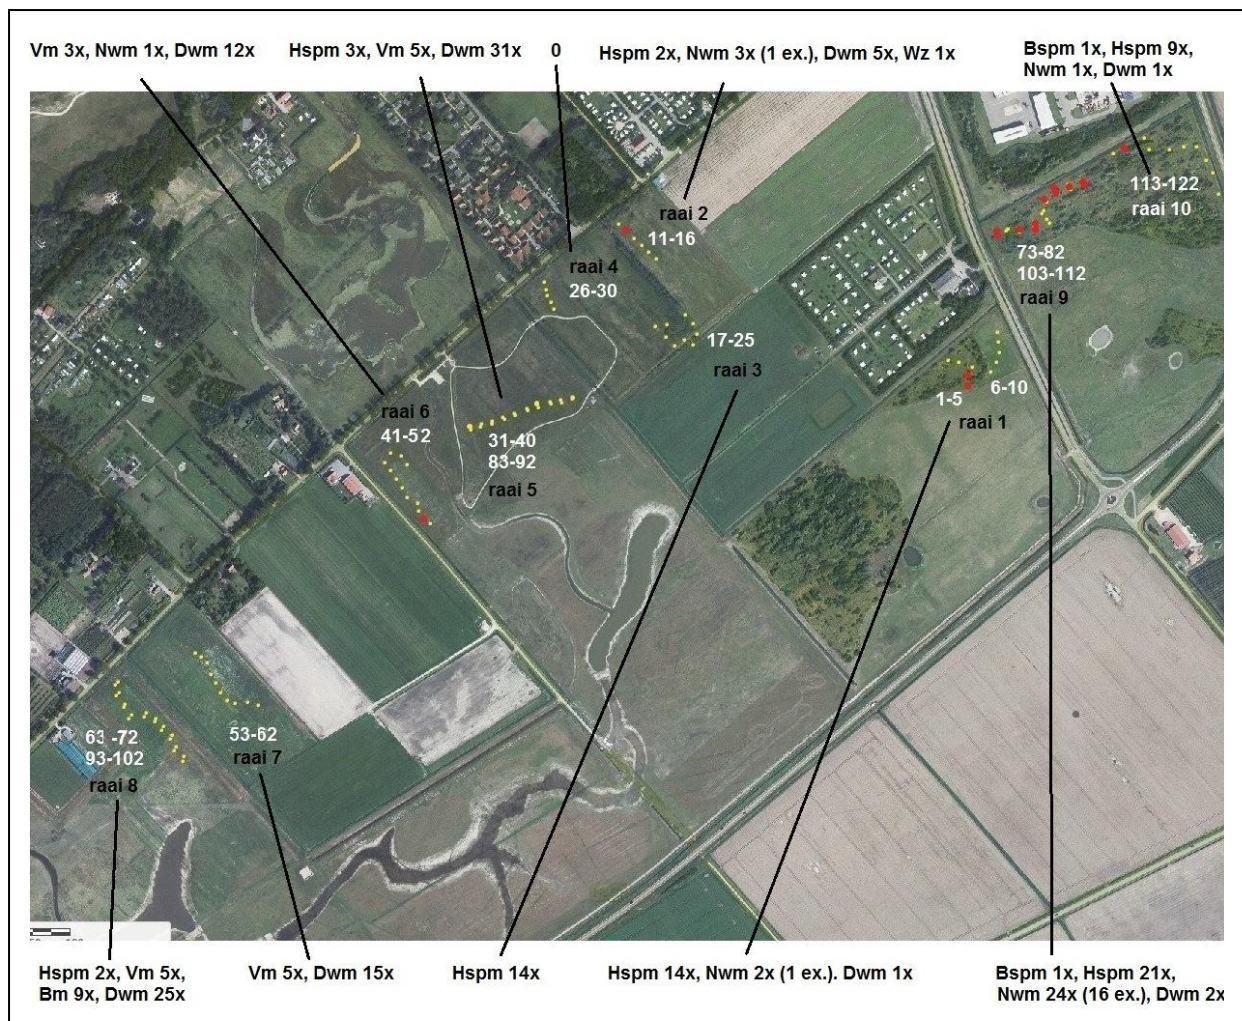 Vm 3x, Nwm 1x, Dwm 12x
Hspm 3x, Vm 5x, Dwm 31x
0
Hspm 2x, Nwm 3x (1 ex.), Dwm 5x, Wz 1x
Bspm 1x, Hspm 9x,
Nwm 1x, Dwm 1x
113-122
raai 10
raai 2
11-16
raai 4
26-30
73-82
103-112
raai 9
17-25
raai 3
6-10
1-5
raai 1
raai 6
41-52
31-40
83-92
raai 5
53-62
raai 7
63 -72
93-102
raai 8
Hspm 2x, Vm 5x,
Bm 9x, Dwm 25x
Vm 5x, Dwm 15x
Hspm 14x
Hspm 14x, Nwm 2x (1 ex.). Dwm 1x
Bspm 1x, Hspm 21x,
Nwm 24x (16 ex.), Dwm 2x